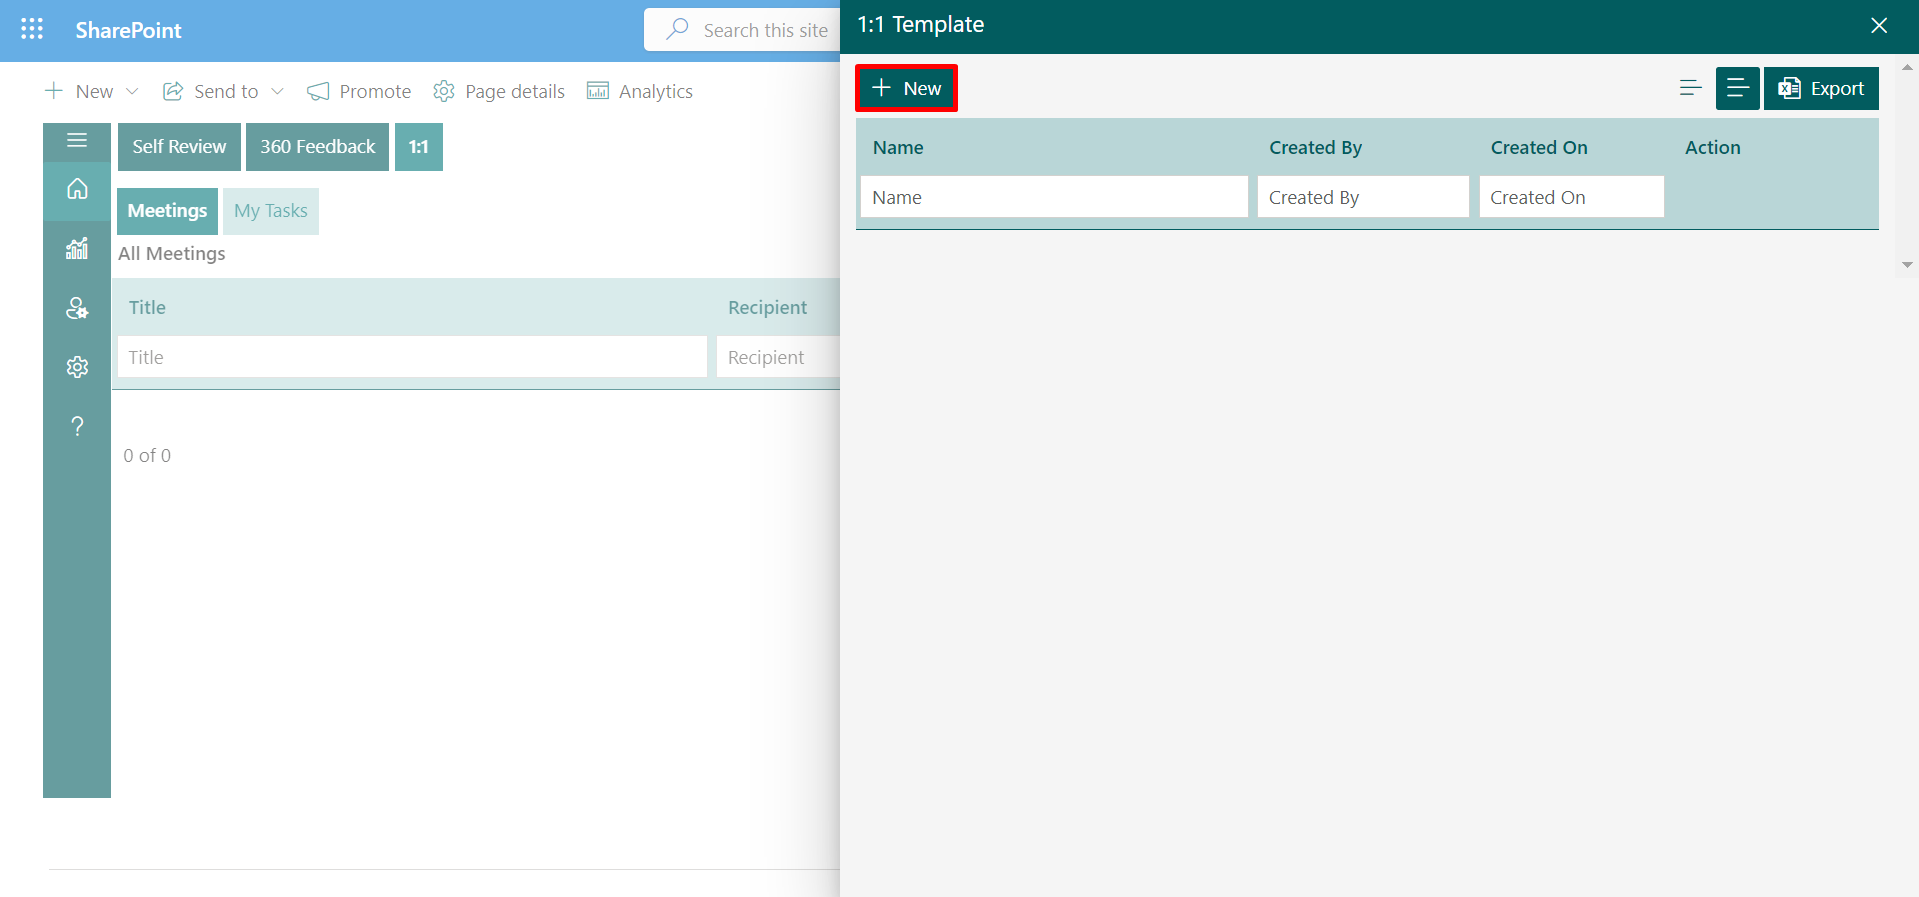 SharePoint
Search this site
New
Send to
Promote
Page details
Analytics
Self Review
360 Feedback
1:1
Meetings
My Tasks
All Meetings
Title
Recipient
Title
Recipient
0 of 0
1:1 Template
New
Export
Name
Created By
Created On
Action
Name
Created By
Created On